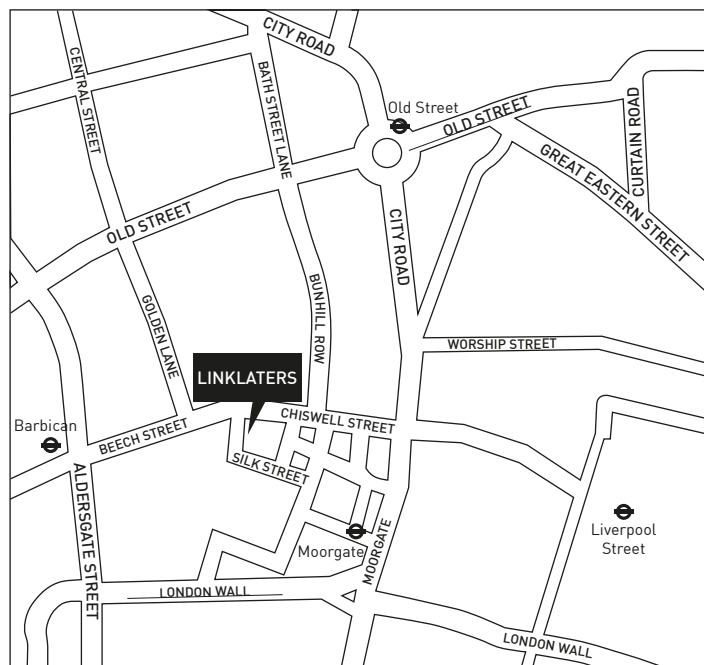 CITY ROAD
CENTRAL STREET
BATH STREET LANE
Old Street
OLD STREET
CURTAIN ROAD
GREAT EASTERN STREET
OLD STREET
CITY ROAD
BUNHILL ROW
GOLDEN LANE
WORSHIP STREET
LINKLATERS
CHISWELL STREET
Barbican
BEECH STREET
SILK STREET
ALDERSGATE STREET
Moorgate
MOORGATE
Liverpool
Street
LONDON WALL
LONDON WALL